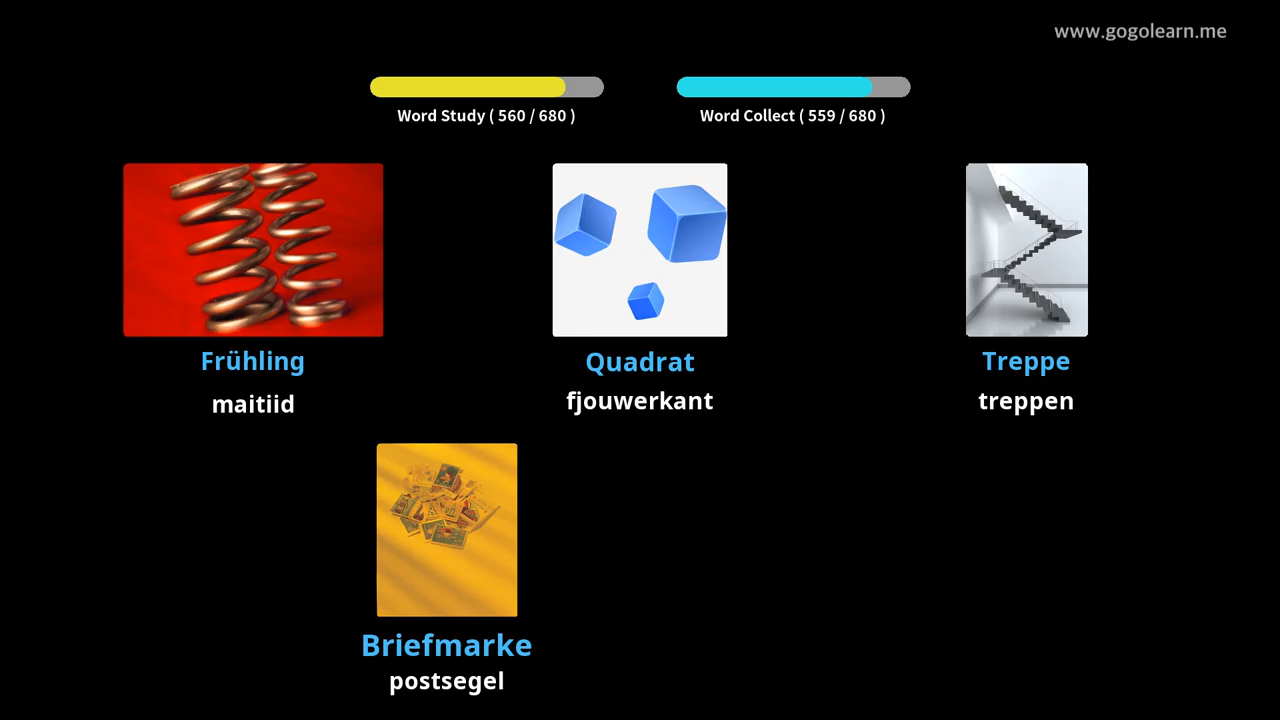 www.gogolearn.me
Word Study ( 560 / 680 )
Word Collect ( 559 / 680 )
Frühling
maitiid
Quadrat
fjouwerkant
Treppe
treppen
Briefmarke
postsegel